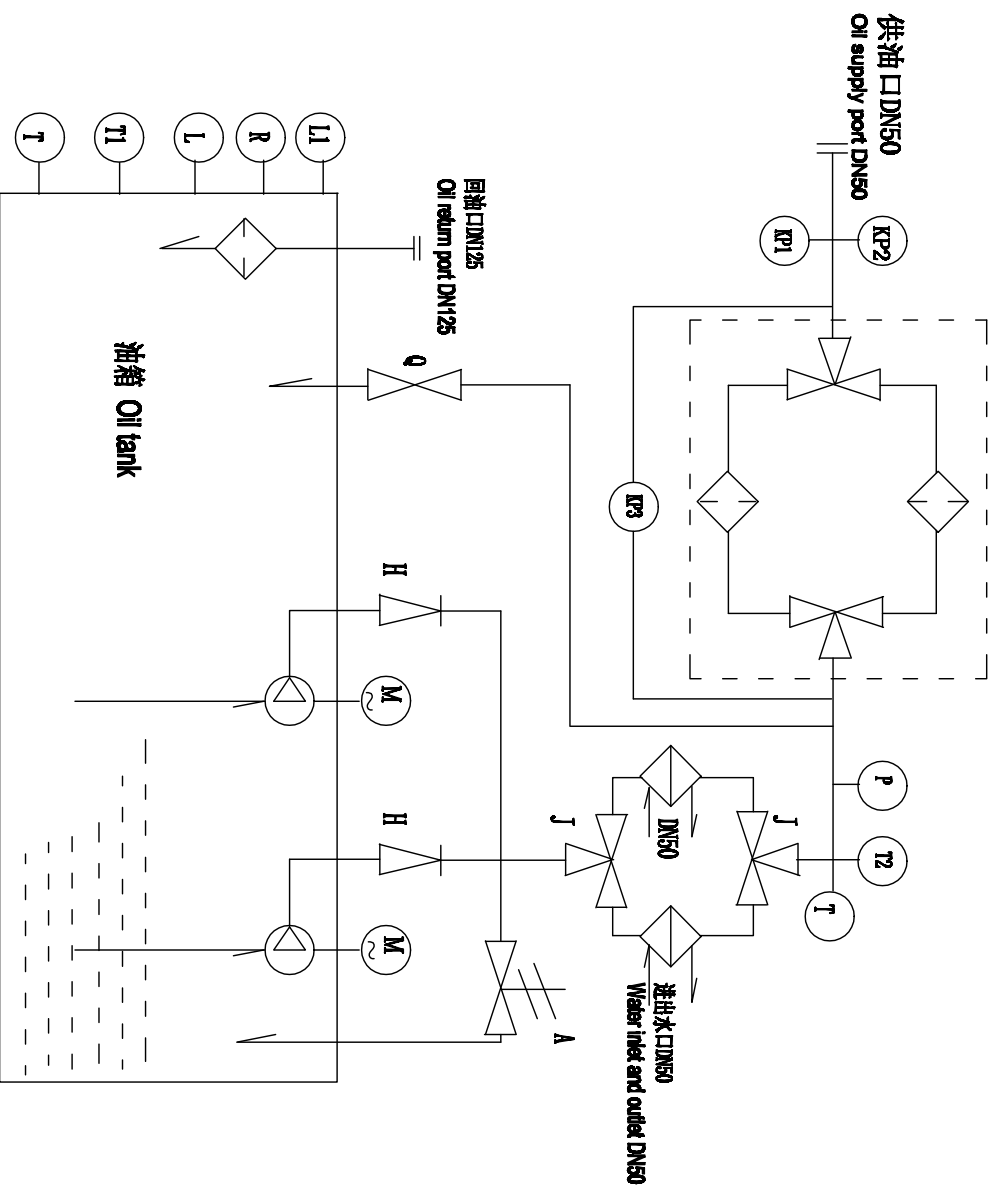 供油口DN50
Oil supply port DN50
KP2
KP1
回油口DN125
Oil return port DN125
L1
R
L
T1
T
油箱 Oil tank
Q
KP3
H
M
H
M
J
J
DN50
P
T2
T
A
进出水口DN50
Water inlet and outlet DN50